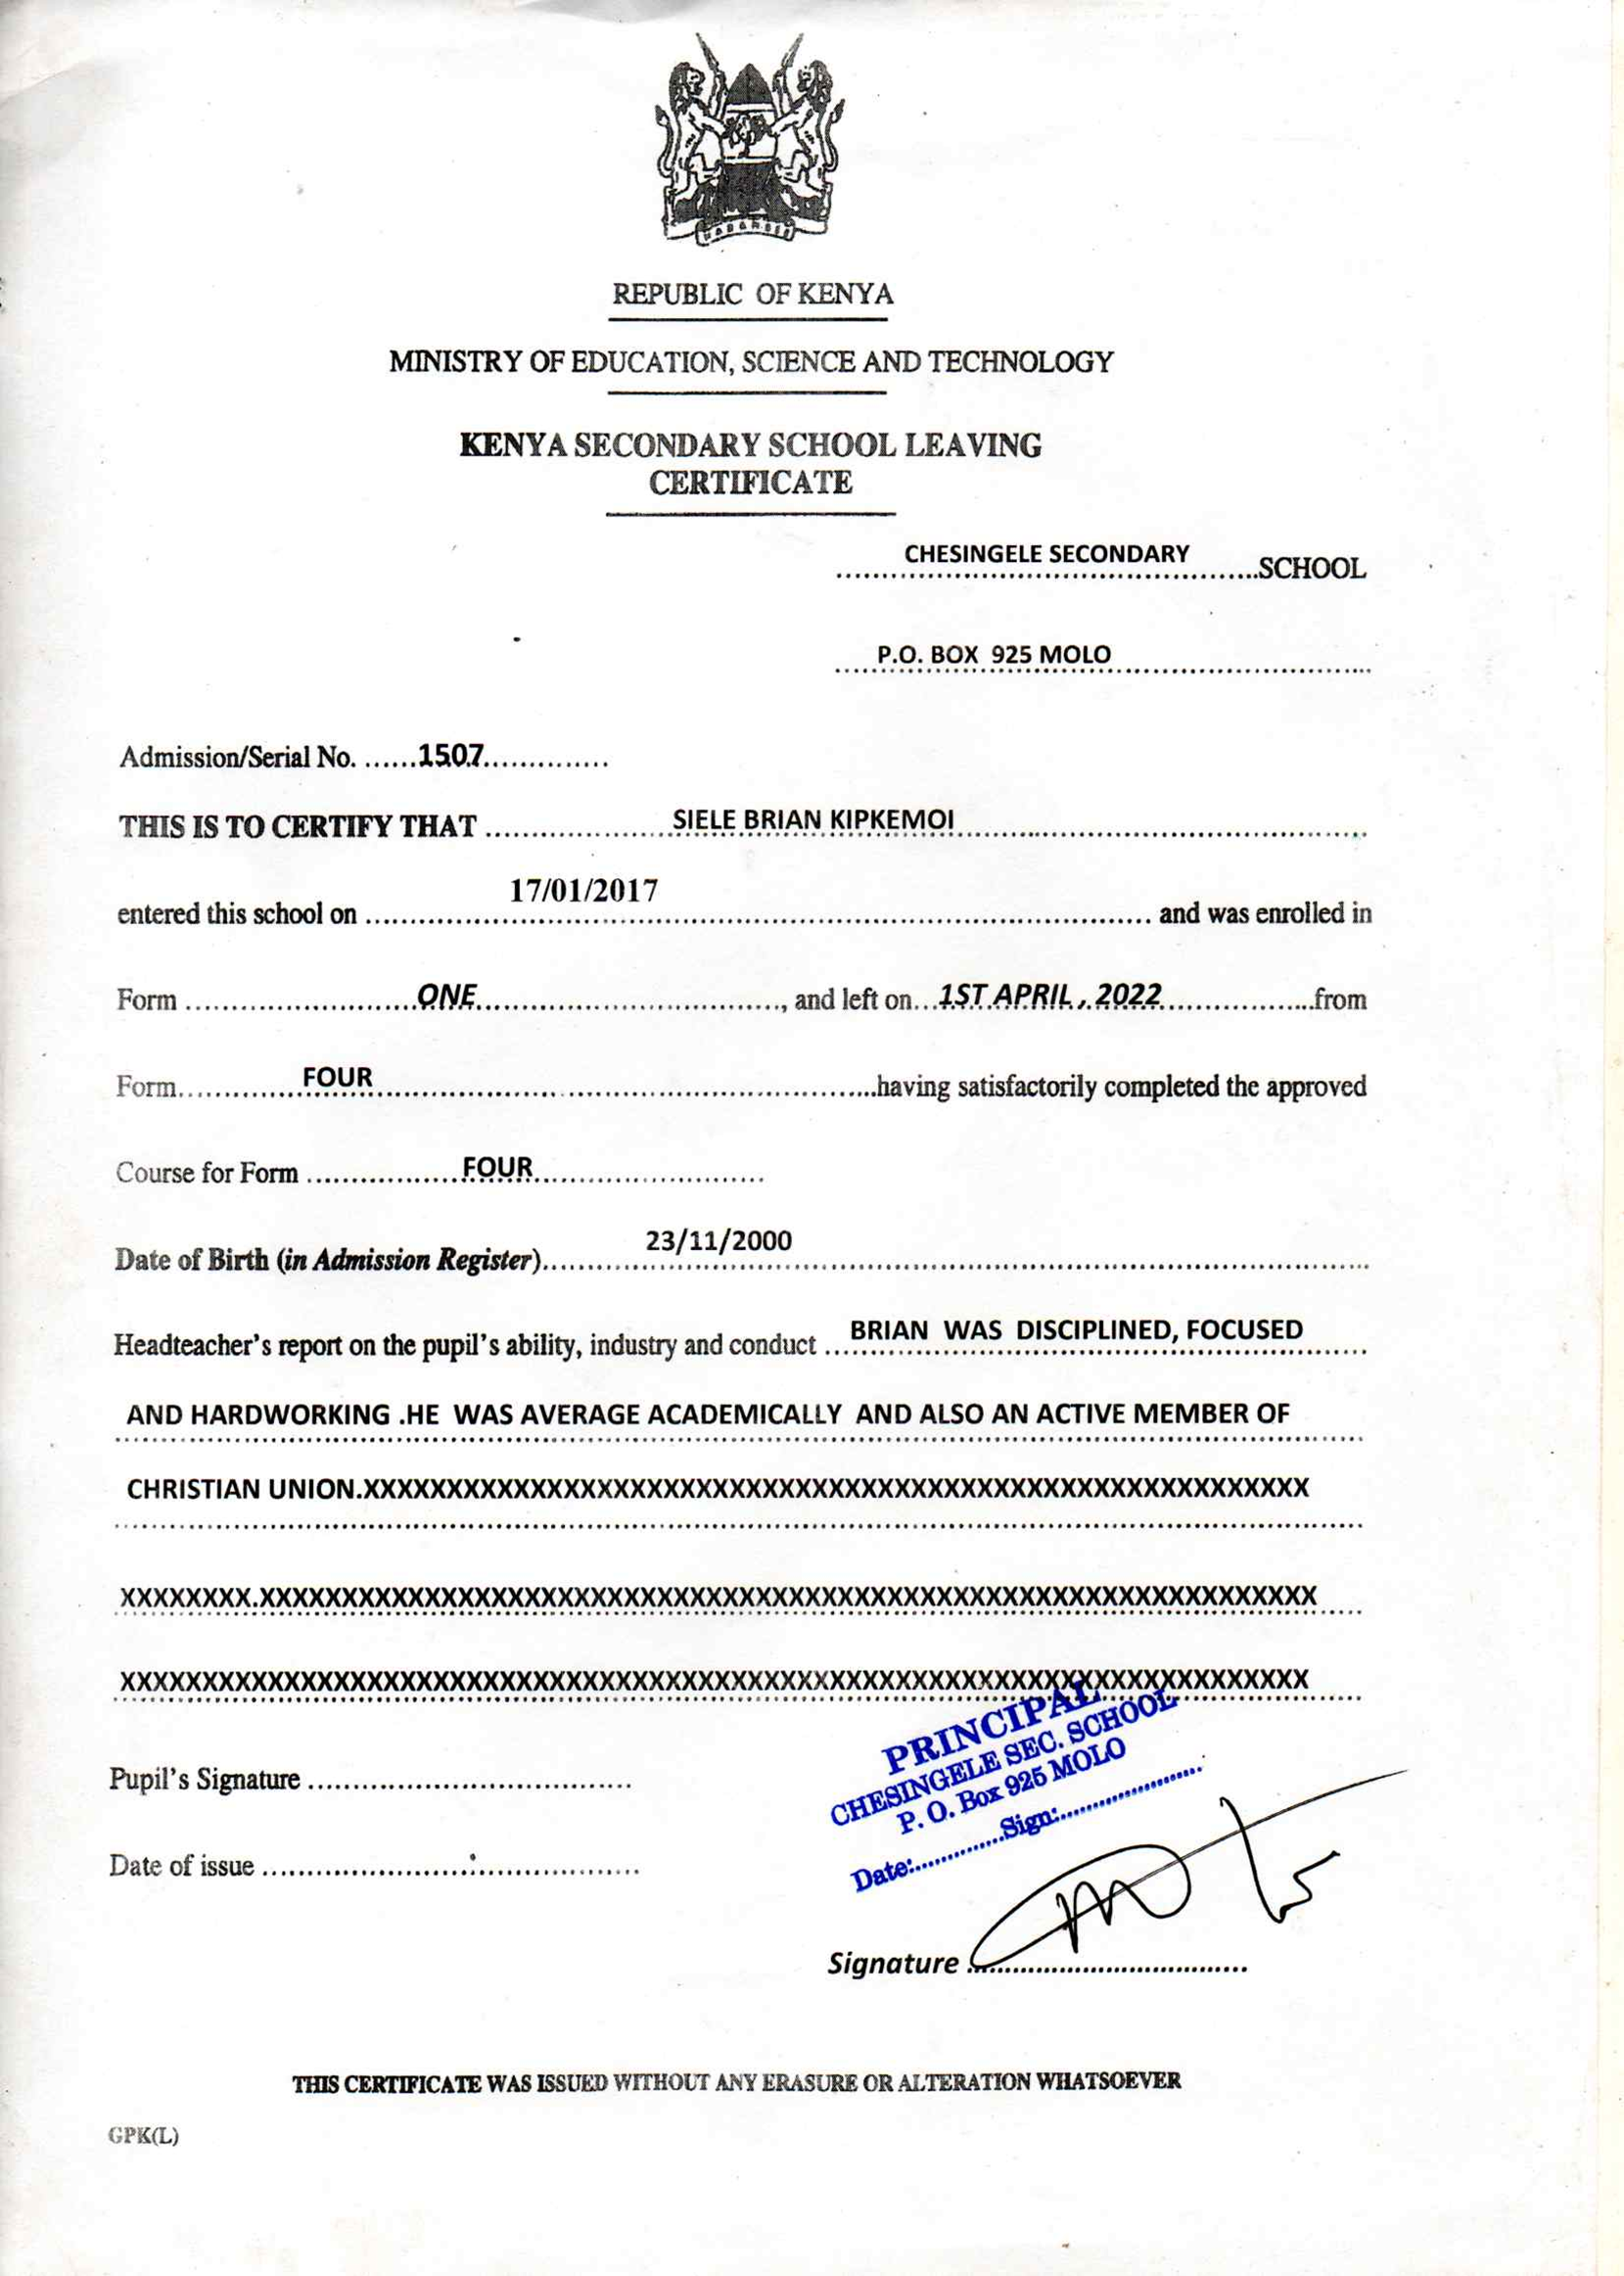 HARAMBEE
REPUBLIC OF KENYA
MINISTRY OF EDUCATION, SCIENCE AND TECHNOLOGY
KENYA SECONDARY SCHOOL LEAVING
CERTIFICATE
CHESINGELE SECONDARY ..........SCHOOL
P.O. BOX 925 MOLO
Admission/Serial No. ......1507..............
THIS IS TO CERTIFY THAT ....................SIELE BRIAN KIPKEMOI....................
entered this school on ..........17/01/2017.......... and was enrolled in
Form ..........ONE.........., and left on...1ST APRIL , 2022..........from
Form..........FOUR..........having satisfactorily completed the approved
Course for Form ..........FOUR..........
Date of Birth (in Admission Register)..........23/11/2000..........
Headteacher's report on the pupil's ability, industry and conduct BRIAN WAS DISCIPLINED, FOCUSED
AND HARDWORKING .HE WAS AVERAGE ACADEMICALLY AND ALSO AN ACTIVE MEMBER OF
CHRISTIAN UNION.XXXXXXXXXXXXXXXXXXXXXXXXXXXXXXXXXXXXXXXXXXXXXXXXXXXXXXXXX
XXXXXXXX.XXXXXXXXXXXXXXXXXXXXXXXXXXXXXXXXXXXXXXXXXXXXXXXXXXXXXXXXXXXXXXXX
XXXXXXXXXXXXXXXXXXXXXXXXXXXXXXXXXXXXXXXXXXXXXXXXXXXXXXXXXXXXXXXXXXXXXXXX
PRINCIPAL
CHESINGELE SEC. SCHOOL
P. O. Box 925 MOLO
Date:..............Sign:......................
Pupil's Signature ....................
Date of issue ....................
Signature ....................
THIS CERTIFICATE WAS ISSUED WITHOUT ANY ERASURE OR ALTERATION WHATSOEVER
GPK(L)